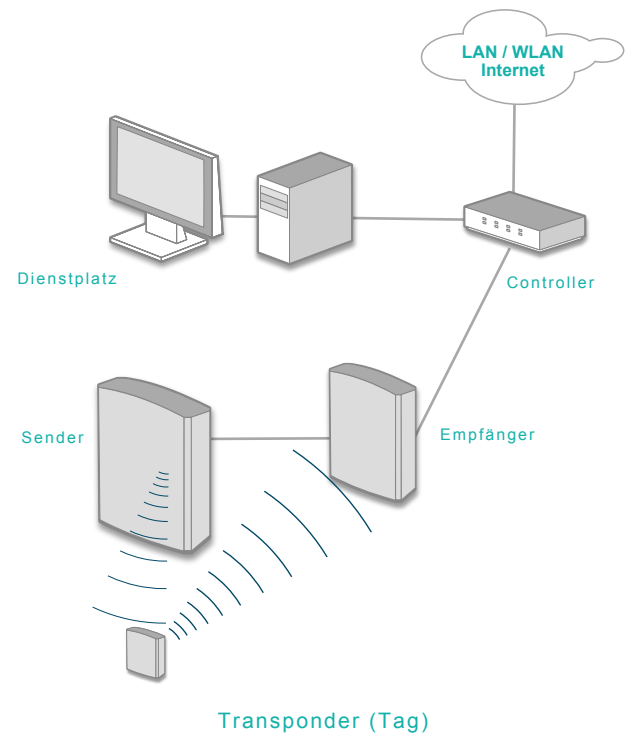 LAN / WLAN
Internet
Dienstplatz
Controller
Sender
Empfänger
Transponder (Tag)